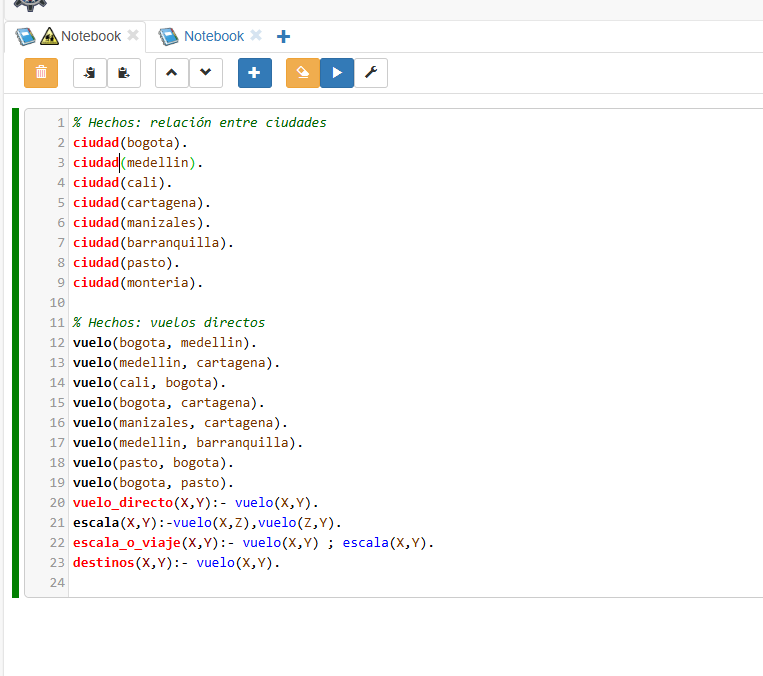 Notebook Notebook
1 % Hechos: relación entre ciudades
2 ciudad(bogota).
3 ciudad(medellin).
4 ciudad(cali).
5 ciudad(cartagena).
6 ciudad(manizales).
7 ciudad(barranquilla).
8 ciudad(pasto).
9 ciudad(monteria).
10
11 % Hechos: vuelos directos
12 vuelo(bogota, medellin).
13 vuelo(medellin, cartagena).
14 vuelo(cali, bogota).
15 vuelo(bogota, cartagena).
16 vuelo(manizales, cartagena).
17 vuelo(medellin, barranquilla).
18 vuelo(pasto, bogota).
19 vuelo(bogota, pasto).
20 vuelo_directo(X,Y):- vuelo(X,Y).
21 escala(X,Y):-vuelo(X,Z),vuelo(Z,Y).
22 escala_o_viaje(X,Y):- vuelo(X,Y) ; escala(X,Y).
23 destinos(X,Y):- vuelo(X,Y).
24